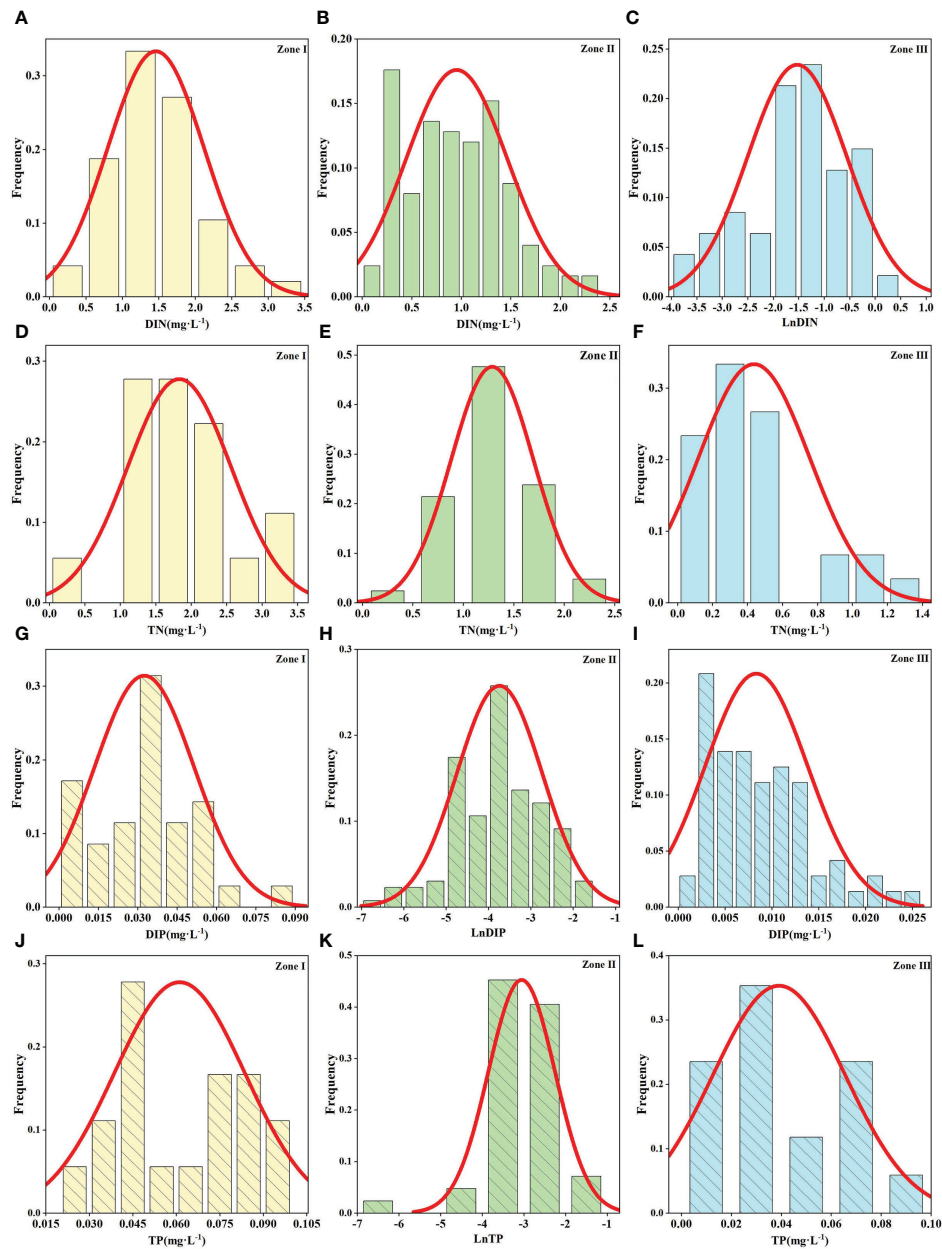 A
B
C
Zone I
Zone II
Zone III
Frequency
Frequency
Frequency
0.3
0.2
0.1
0.0
0.20
0.15
0.10
0.05
0.00
0.25
0.20
0.15
0.10
0.05
0.00
0.0 0.5 1.0 1.5 2.0 2.5 3.0 3.5
0.0 0.5 1.0 1.5 2.0 2.5
-4.0 -3.5 -3.0 -2.5 -2.0 -1.5 -1.0 -0.5 0.0 0.5 1.0
DIN(mg·L-1)
DIN(mg·L-1)
LnDIN
D
E
F
Zone I
Zone II
Zone III
Frequency
Frequency
Frequency
0.3
0.2
0.1
0.0
0.5
0.4
0.3
0.2
0.1
0.0
0.3
0.2
0.1
0.0
0.0 0.5 1.0 1.5 2.0 2.5 3.0 3.5
0.0 0.5 1.0 1.5 2.0 2.5
0.0 0.2 0.4 0.6 0.8 1.0 1.2 1.4
TN(mg·L-1)
TN(mg·L-1)
TN(mg·L-1)
G
H
I
Zone I
Zone II
Zone III
Frequency
Frequency
Frequency
0.3
0.2
0.1
0.0
0.3
0.2
0.1
0.0
0.20
0.15
0.10
0.05
0.00
0.000 0.015 0.030 0.045 0.060 0.075 0.090
-7 -6 -5 -4 -3 -2 -1
0.000 0.005 0.010 0.015 0.020 0.025
DIP(mg·L-1)
LnDIP
DIP(mg·L-1)
J
K
L
Zone I
Zone II
Zone III
Frequency
Frequency
Frequency
0.3
0.2
0.1
0.0
0.5
0.4
0.3
0.2
0.1
0.0
0.4
0.3
0.2
0.1
0.0
0.015 0.030 0.045 0.060 0.075 0.090 0.105
-7 -6 -5 -4 -3 -2 -1
0.00 0.02 0.04 0.06 0.08 0.10
TP(mg·L-1)
LnTP
TP(mg·L-1)